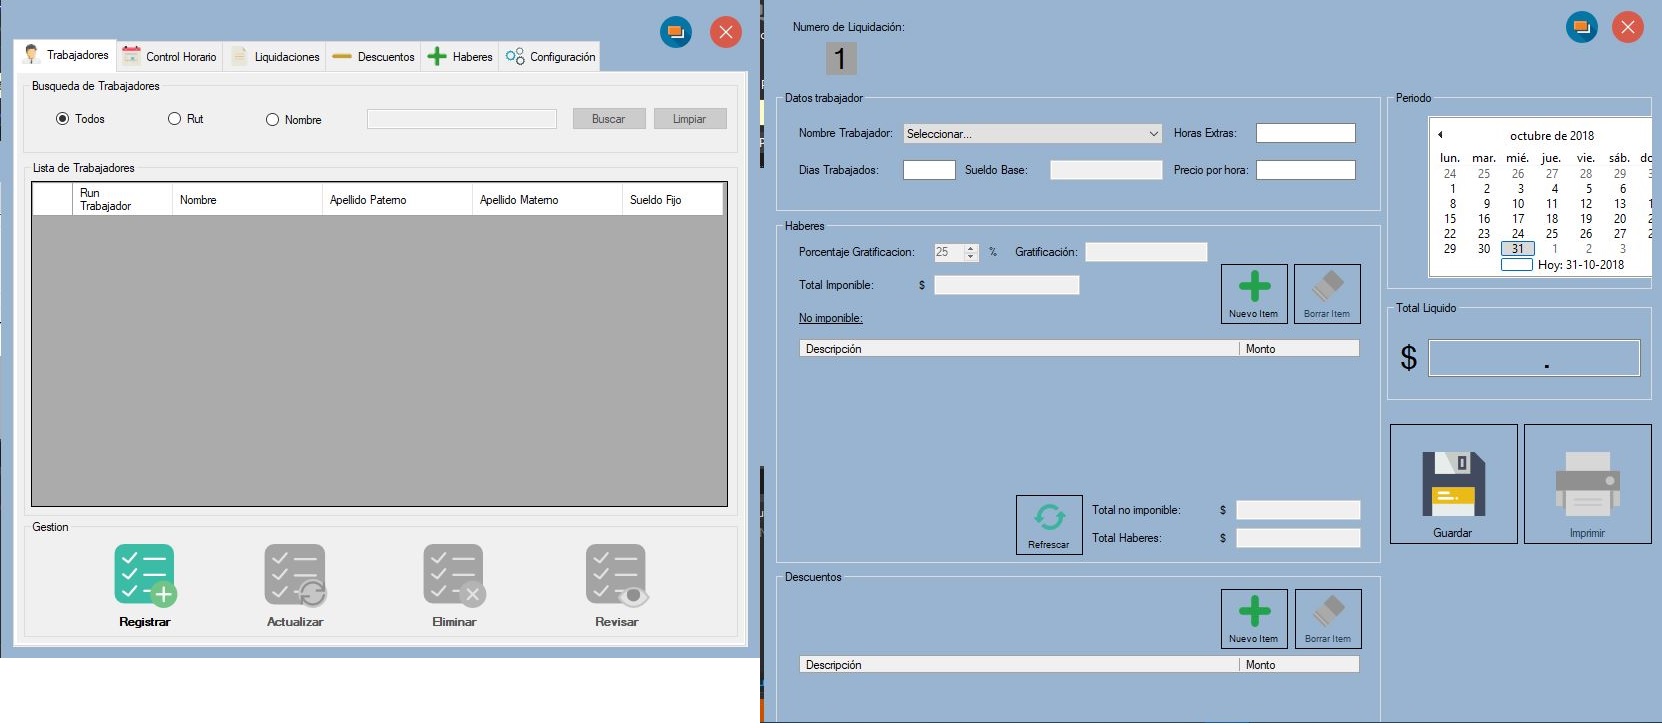 Trabajadores
Control Horario
Liquidaciones
Descuentos
Haberes
Configuración
Busqueda de Trabajadores
Todos
Rut
Nombre
Buscar
Limpiar
Lista de Trabajadores
Run Trabajador
Nombre
Apellido Paterno
Apellido Materno
Sueldo Fijo
Gestion
Registrar
Actualizar
Eliminar
Revisar
Numero de Liquidación:
1
Datos trabajador
Nombre Trabajador:
Seleccionar...
Horas Extras:
Dias Trabajados:
Sueldo Base:
Precio por hora:
Haberes
Porcentaje Gratificacion:
25
%
Gratificación:
Total Imponible:
$
No imponible:
Nuevo Item
Borrar Item
Descripción
Monto
Refrescar
Total no imponible:
$
Total Haberes:
$
Descuentos
Nuevo Item
Borrar Item
Descripción
Monto
Periodo
octubre de 2018
lun. mar. mié. jue. vie. sáb. do
24 25 26 27 28 29
1 2 3 4 5 6
8 9 10 11 12 13
15 16 17 18 19 20
22 23 24 25 26 27
29 30 31 1 2 3
Hoy: 31-10-2018
Total Liquido
$
.
Guardar
Imprimir